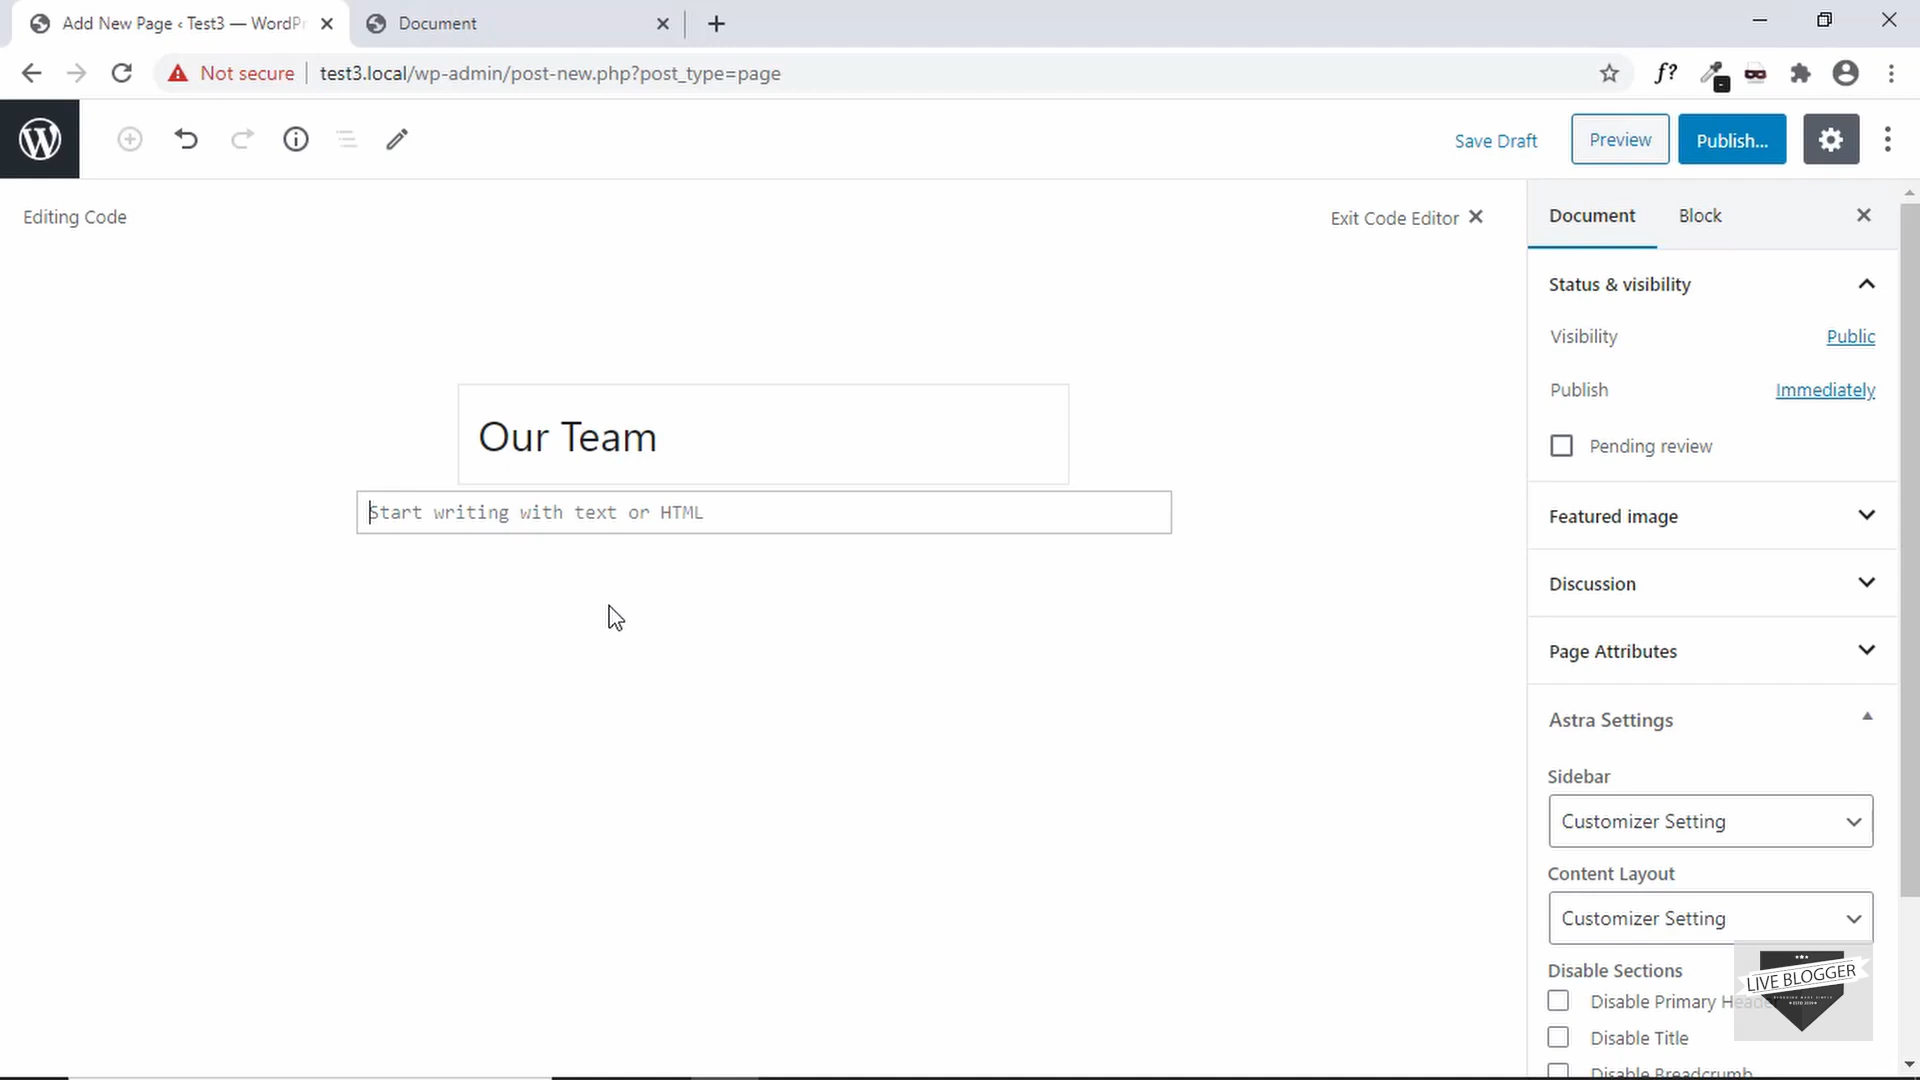 Add New Page ‹ Test3 — WordPr
Document
Not secure
test3.local/wp-admin/post-new.php?post_type=page
f?
Save Draft
Preview
Publish...
Editing Code
Exit Code Editor
Document
Block
Status & visibility
Visibility
Public
Publish
Immediately
Pending review
Our Team
Start writing with text or HTML
Featured image
Discussion
Page Attributes
Astra Settings
Sidebar
Customizer Setting
Content Layout
Customizer Setting
Disable Sections
Disable Primary Header
LIVE BLOGGER
Disable Title
Disable Breadcrumb